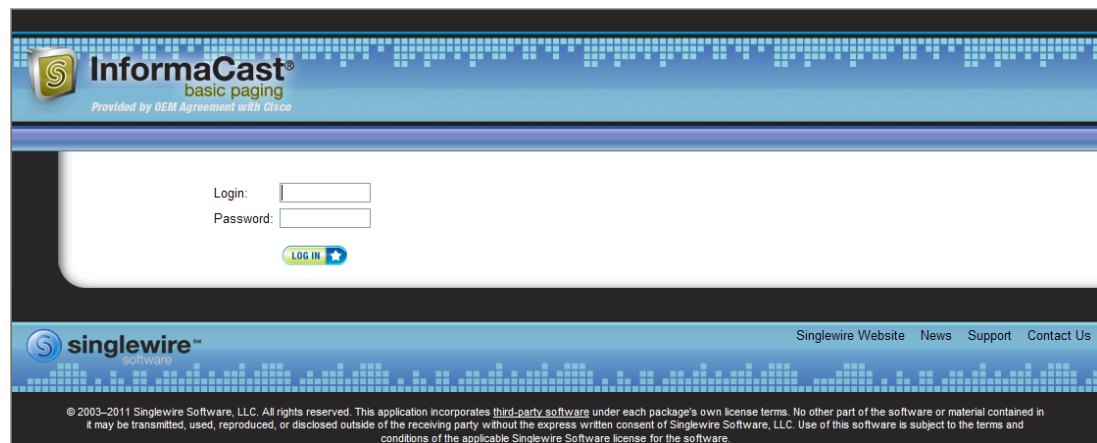 InformaCast®
basic paging
Provided by OEM Agreement with Cisco
Login:
Password:
LOG IN
singlewire™
software
Singlewire Website News Support Contact Us
© 2003–2011 Singlewire Software, LLC. All rights reserved. This application incorporates third-party software under each package's own license terms. No other part of the software or material contained in
it may be transmitted, used, reproduced, or disclosed outside of the receiving party without the express written consent of Singlewire Software, LLC. Use of this software is subject to the terms and
conditions of the applicable Singlewire Software license for the software.